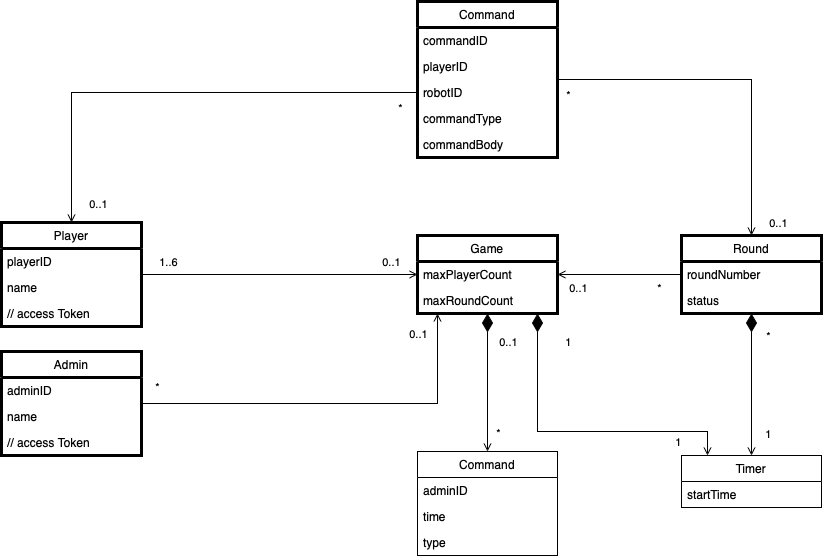 Command
commandID
playerID
robotID
commandType
commandBody
*
*
0..1
0..1
Player
playerID
name
// access Token
1..6
0..1
Game
maxPlayerCount
maxRoundCount
0..1
*
Round
roundNumber
status
Admin
adminID
name
// access Token
*
0..1
0..1
1
*
*
1
1
Command
adminID
time
type
Timer
startTime